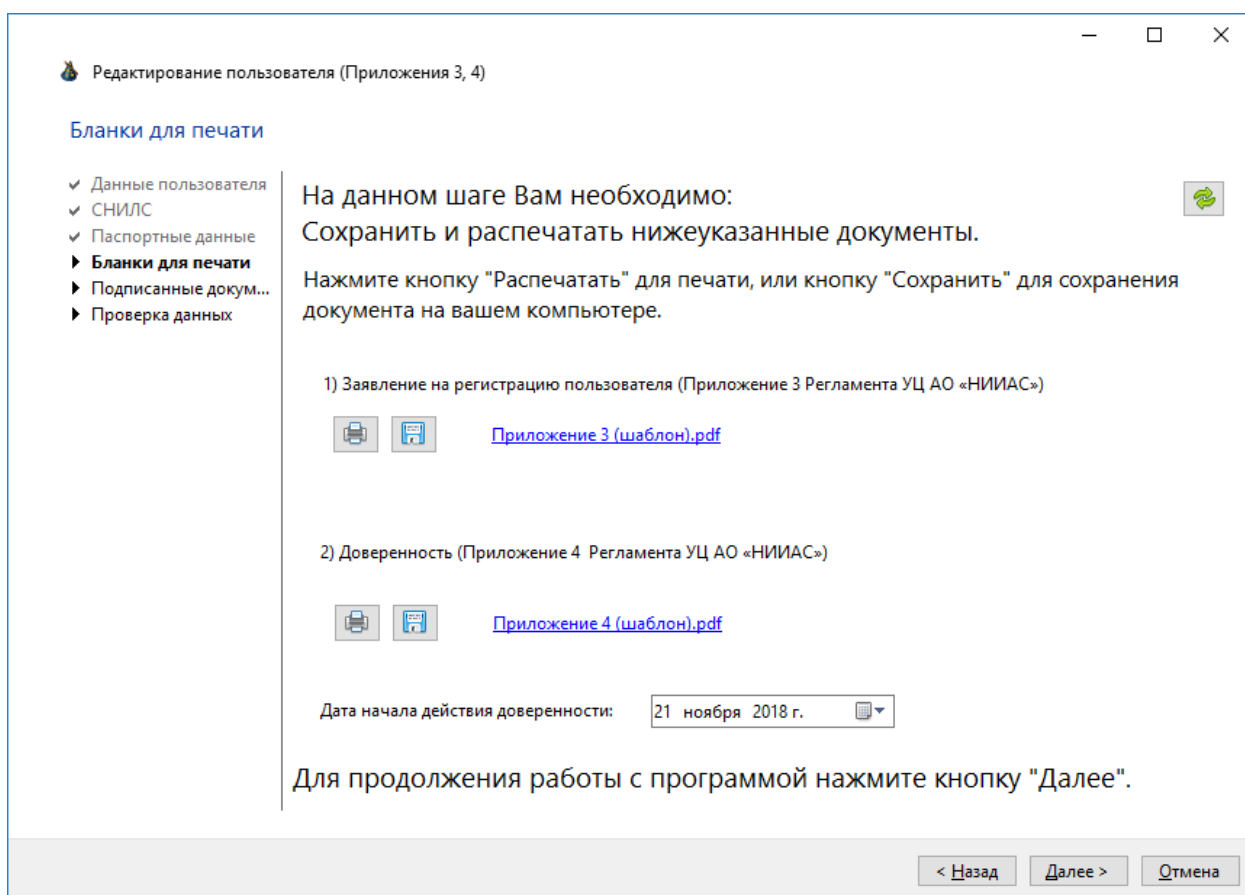 Редактирование пользователя (Приложения 3, 4)
Бланки для печати
Данные пользователя
СНИЛС
Паспортные данные
Бланки для печати
Подписанные докум...
Проверка данных
На данном шаге Вам необходимо:
Сохранить и распечатать нижеуказанные документы.
Нажмите кнопку "Распечатать" для печати, или кнопку "Сохранить" для сохранения
документа на вашем компьютере.
1) Заявление на регистрацию пользователя (Приложение 3 Регламента УЦ АО «НИИАС»)
Приложение 3 (шаблон).pdf
2) Доверенность (Приложение 4 Регламента УЦ АО «НИИАС»)
Приложение 4 (шаблон).pdf
Дата начала действия доверенности: 21 ноября 2018 г.
Для продолжения работы с программой нажмите кнопку "Далее".
< Назад Далее > Отмена